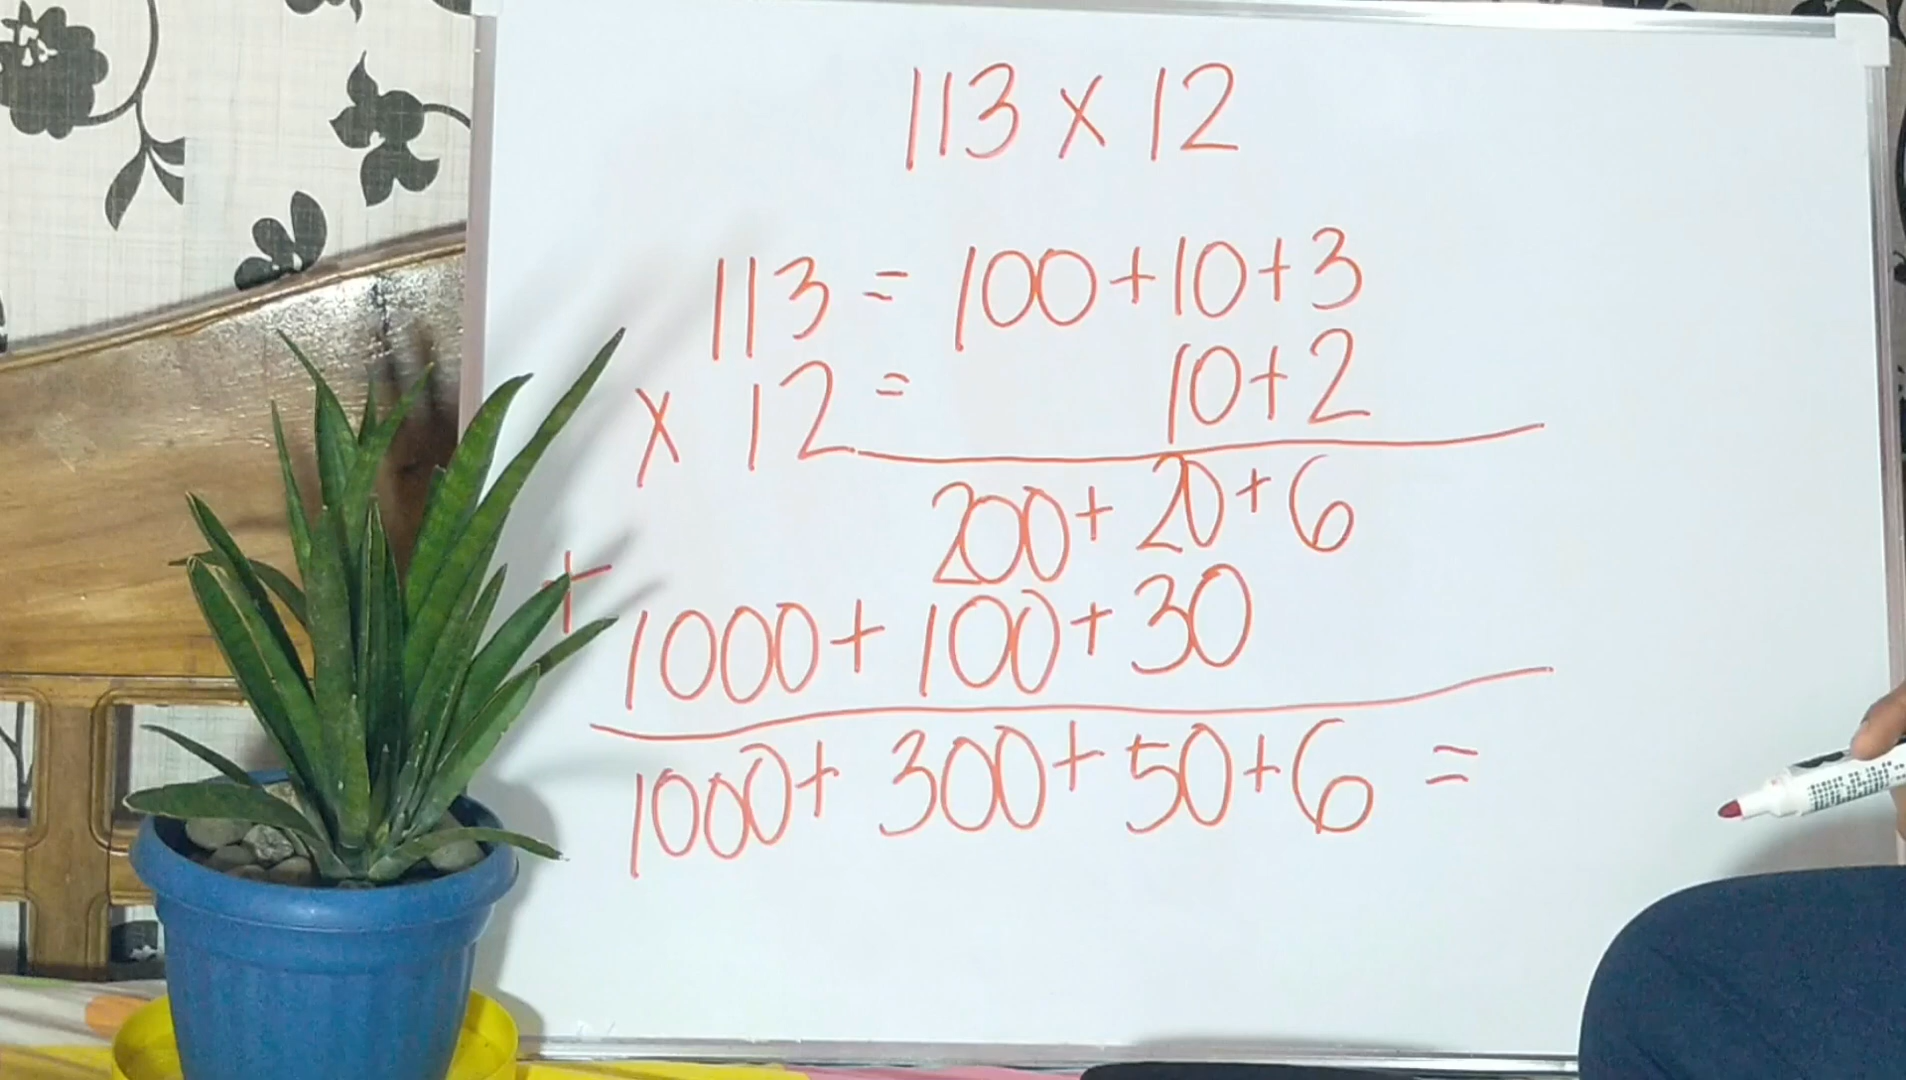 113 x 12
113 = 100+10+3
x 12 = 10+2
200+ 20+6
+ 1000+ 100+30
1000+ 300+50+6 =